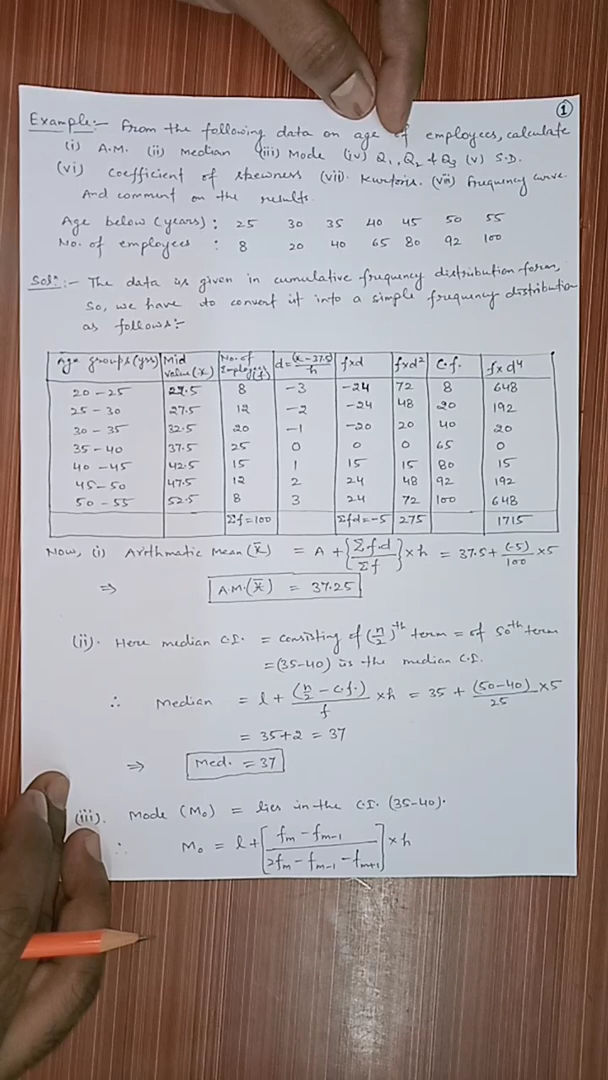 ①
Example:- From the following data on age of employees, calculate
(i) A.M. (ii) Median (iii) Mode (iv) Q₁, Q₂ & Q₃ (v) S.D.
(vi) Coefficient of skewness (vii). Kurtosis. (viii) frequency curve.
And comment on the results.
Age below (years) : 25 30 35 40 45 50 55
No. of employees : 8 20 40 65 80 92 100
Solⁿ:- The data is given in cumulative frequency distribution form,
So, we have to convert it into a simple frequency distribution
as follows:-
Age groups (yrs) Mid value (x) No. of Employees (f) d = (x-37.5)/h f×d f×d² C.f. f×d⁴
20-25 22.5 8 -3 -24 72 8 648
25-30 27.5 12 -2 -24 48 20 192
30-35 32.5 20 -1 -20 20 40 20
35-40 37.5 25 0 0 0 65 0
40-45 42.5 15 1 15 15 80 15
45-50 47.5 12 2 24 48 92 192
50-55 52.5 8 3 24 72 100 648
Σf=100 Σfd=-5 275 1715
Now, (i) Arithmatic Mean (x̄) = A + {Σfd/Σf} × h = 37.5 + (-5)/100 × 5
⇒ A.M.(x̄) = 37.25
(ii). Here median C.I. = consisting of (n/2)ᵗʰ term = of 50ᵗʰ term
= (35-40) is the median C.I.
∴ Median = l + (n/2 - C.f.)/f × h = 35 + (50-40)/25 × 5
= 35+2 = 37
⇒ Med. = 37
(iii). Mode (M₀) = lies in the C.I. (35-40).
∴ M₀ = l + [(fm - fm-1)/(2fm - fm-1 - fm+1)] × h